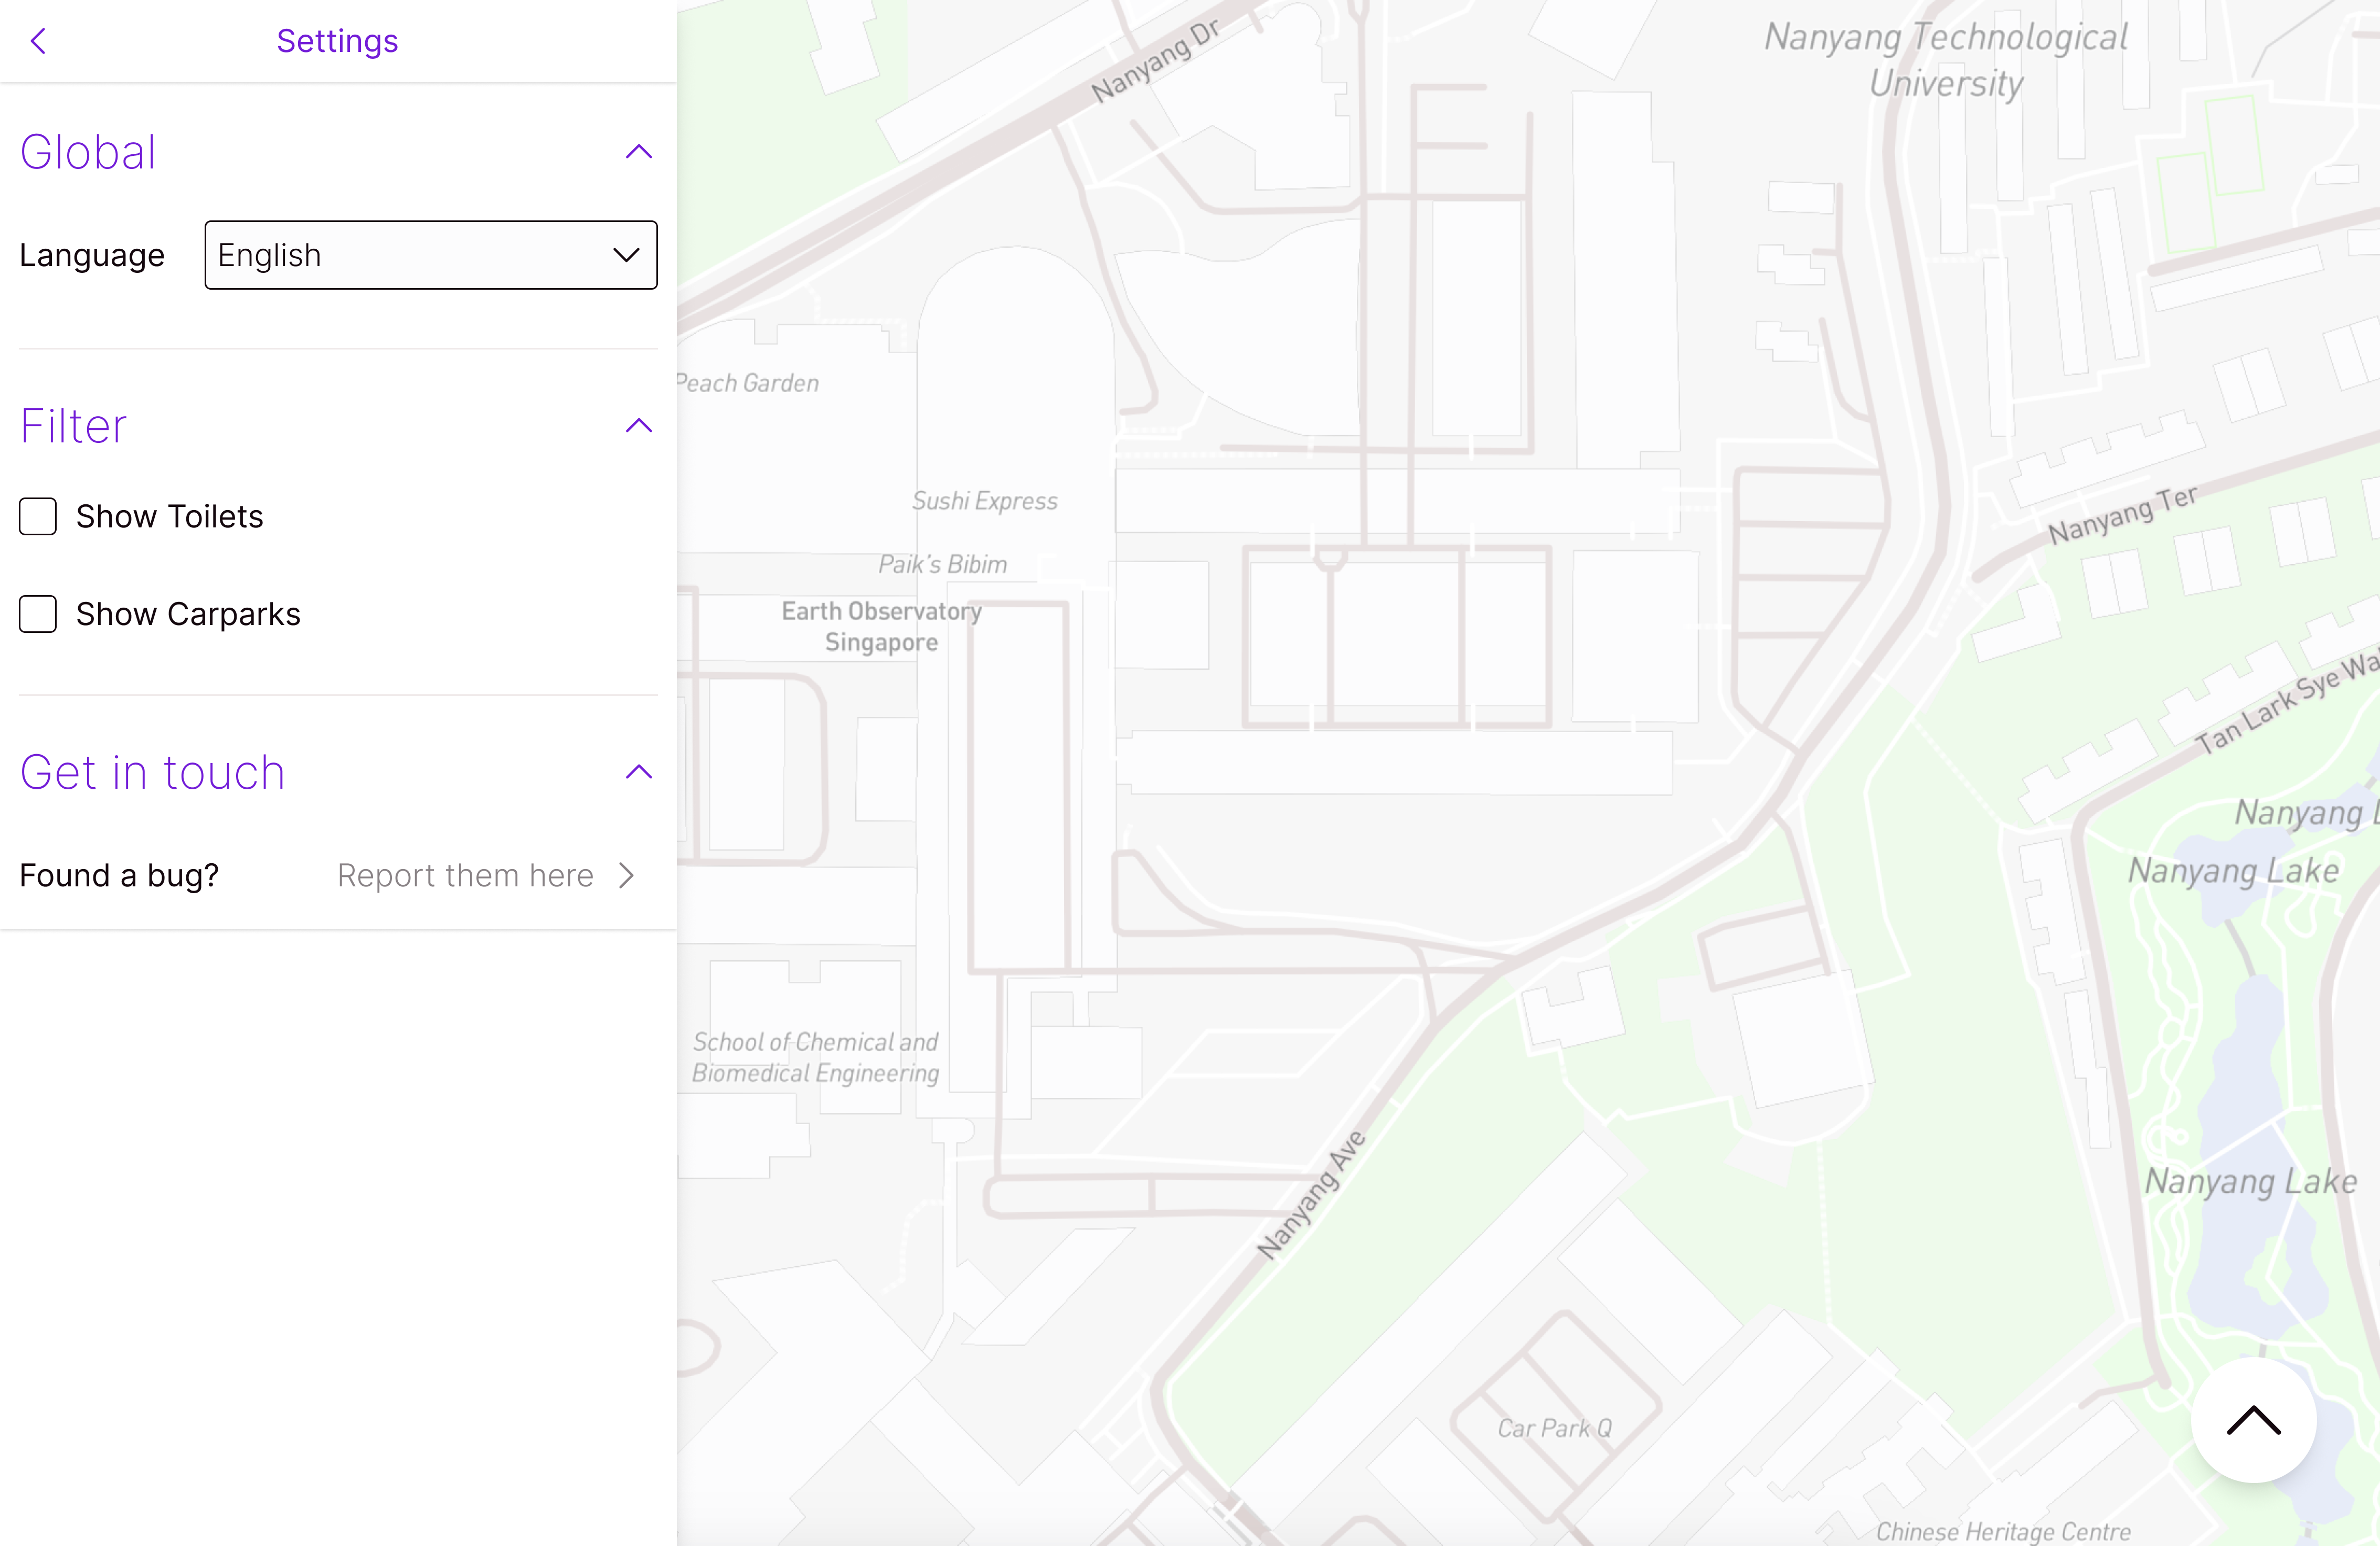 Settings
Global
Language
English
Filter
Show Toilets
Show Carparks
Get in touch
Found a bug?
Report them here
Nanyang Dr
Nanyang Technological
University
Peach Garden
Sushi Express
Paik's Bibim
Earth Observatory
Singapore
Nanyang Ter
Tan Lark Sye
Nanyang
Nanyang Lake
School of Chemical and
Biomedical Engineering
Nanyang Ave
Nanyang Lake
Car Park Q
Chinese Heritage Centre